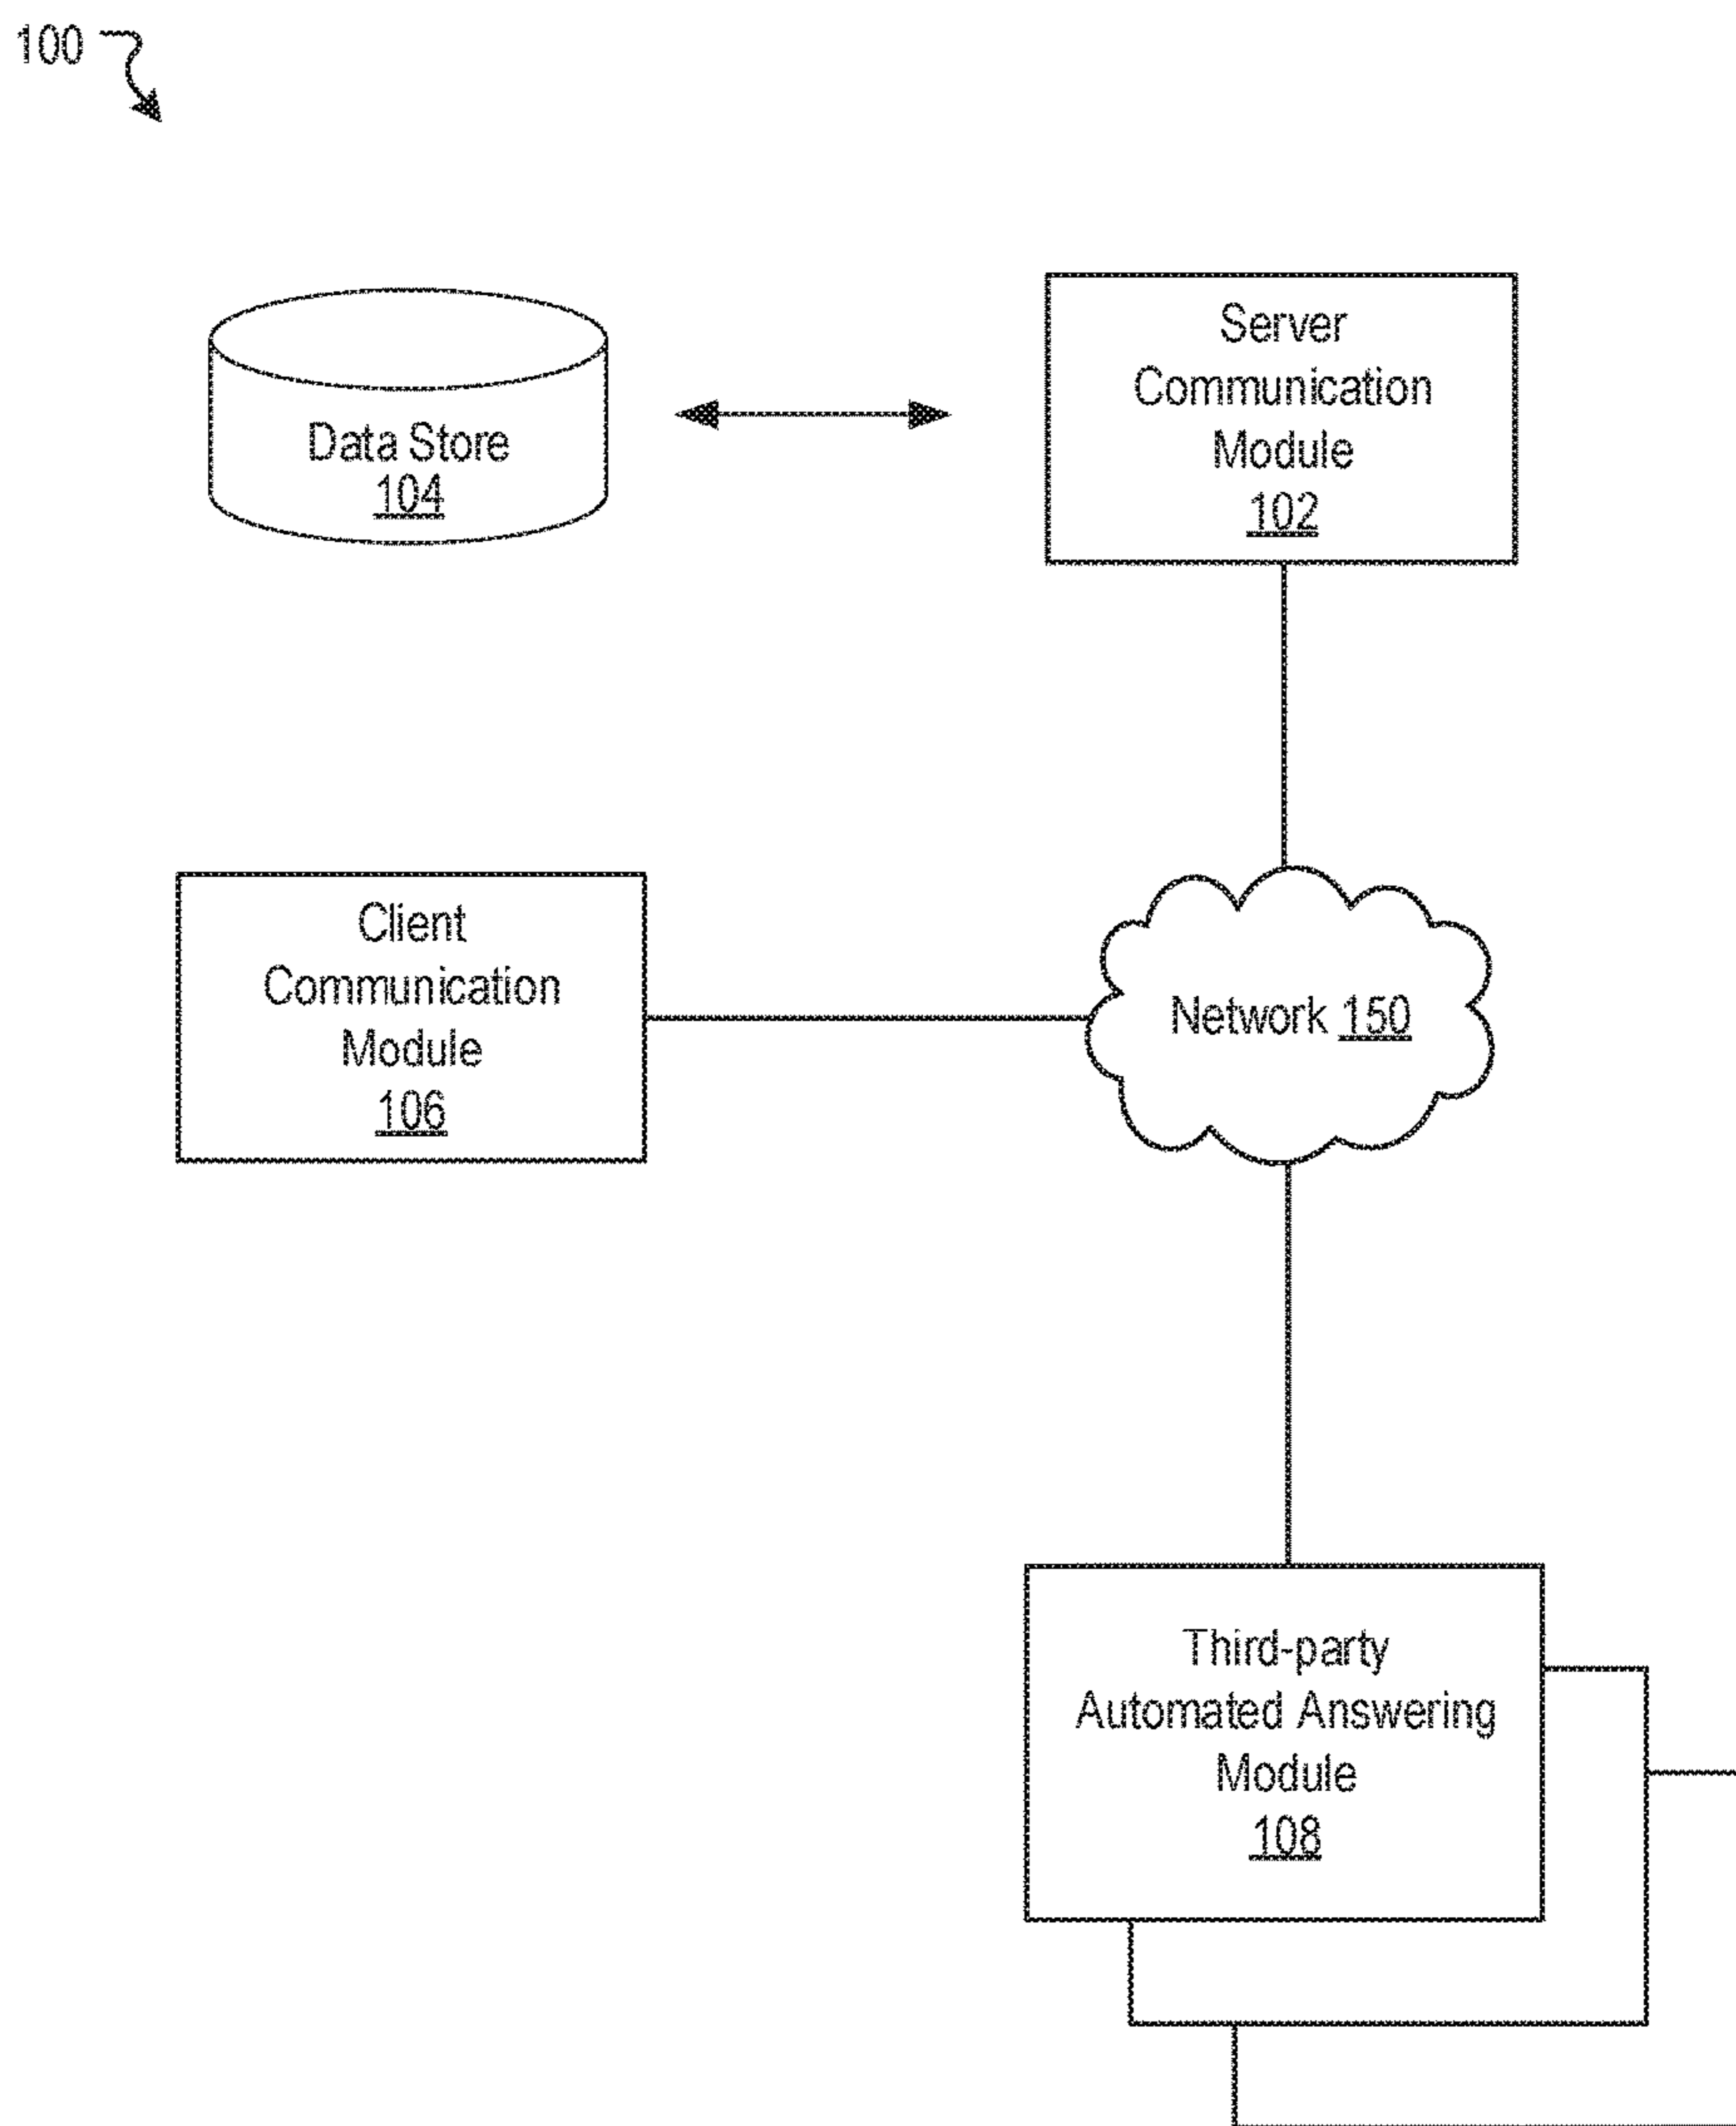 100
Data Store
104
Server
Communication
Module
102
Client
Communication
Module
106
Network 150
Third-party
Automated Answering
Module
108